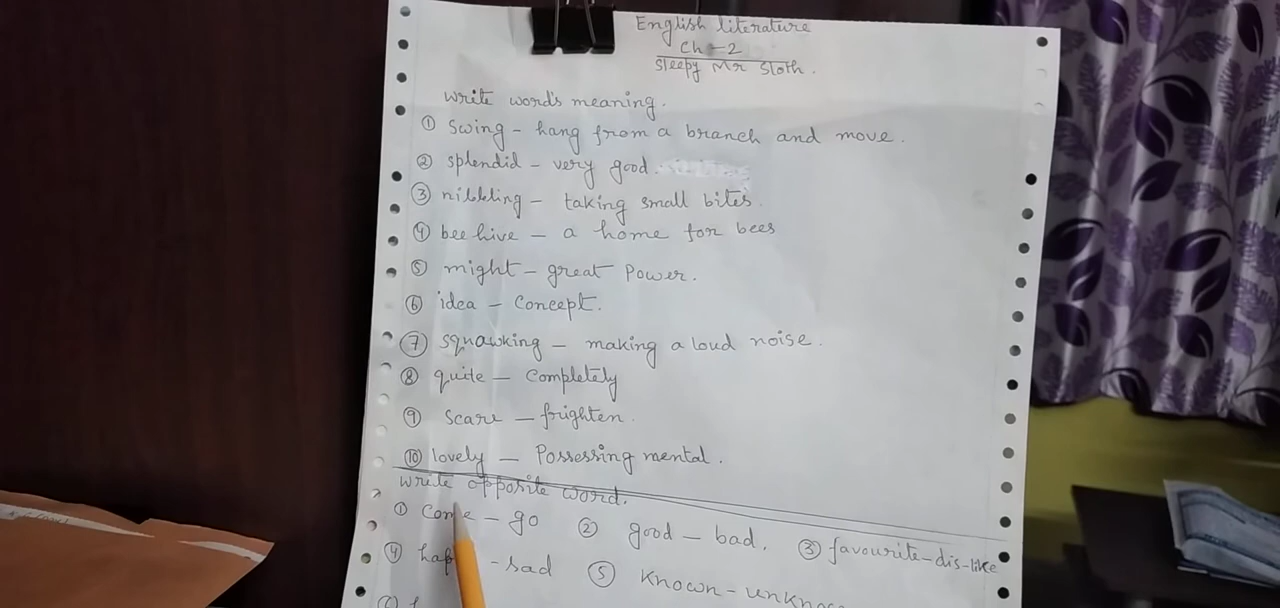 English literature
Ch-2
Sleepy Mr Sloth.
Write word's meaning.
① Swing - hang from a branch and move.
② splendid - very good.
③ nibbling - taking small bites.
④ beehive - a home for bees
⑤ might - great Power.
⑥ idea - Concept.
⑦ squawking - making a loud noise.
⑧ quite - Completely
⑨ scare - frighten.
⑩ lovely - Possessing mental.
Write opposite word.
① Come - go ② good - bad. ③ favourite-dis-like
④ - sad ⑤ Known-